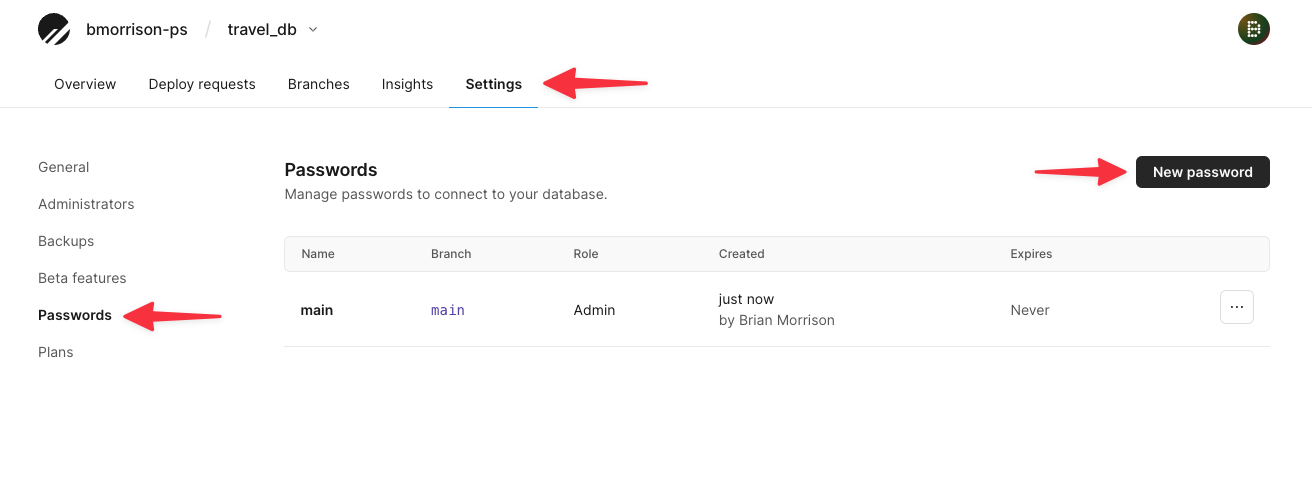 bmorrison-ps / travel_db
Overview Deploy requests Branches Insights Settings
General
Administrators
Backups
Beta features
Passwords
Plans
Passwords
Manage passwords to connect to your database.
New password
Name Branch Role Created Expires
main main Admin just now Never ...
by Brian Morrison